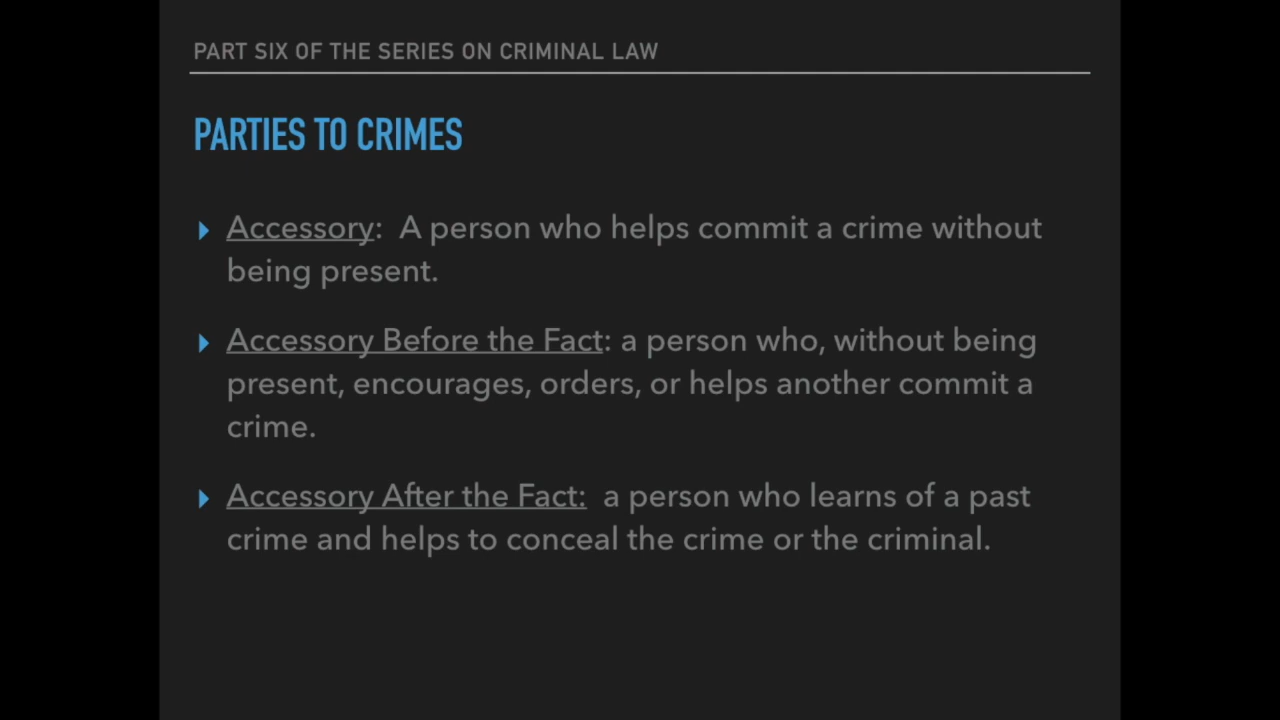 PART SIX OF THE SERIES ON CRIMINAL LAW
PARTIES TO CRIMES
Accessory: A person who helps commit a crime without
being present.
Accessory Before the Fact: a person who, without being
present, encourages, orders, or helps another commit a
crime.
Accessory After the Fact: a person who learns of a past
crime and helps to conceal the crime or the criminal.